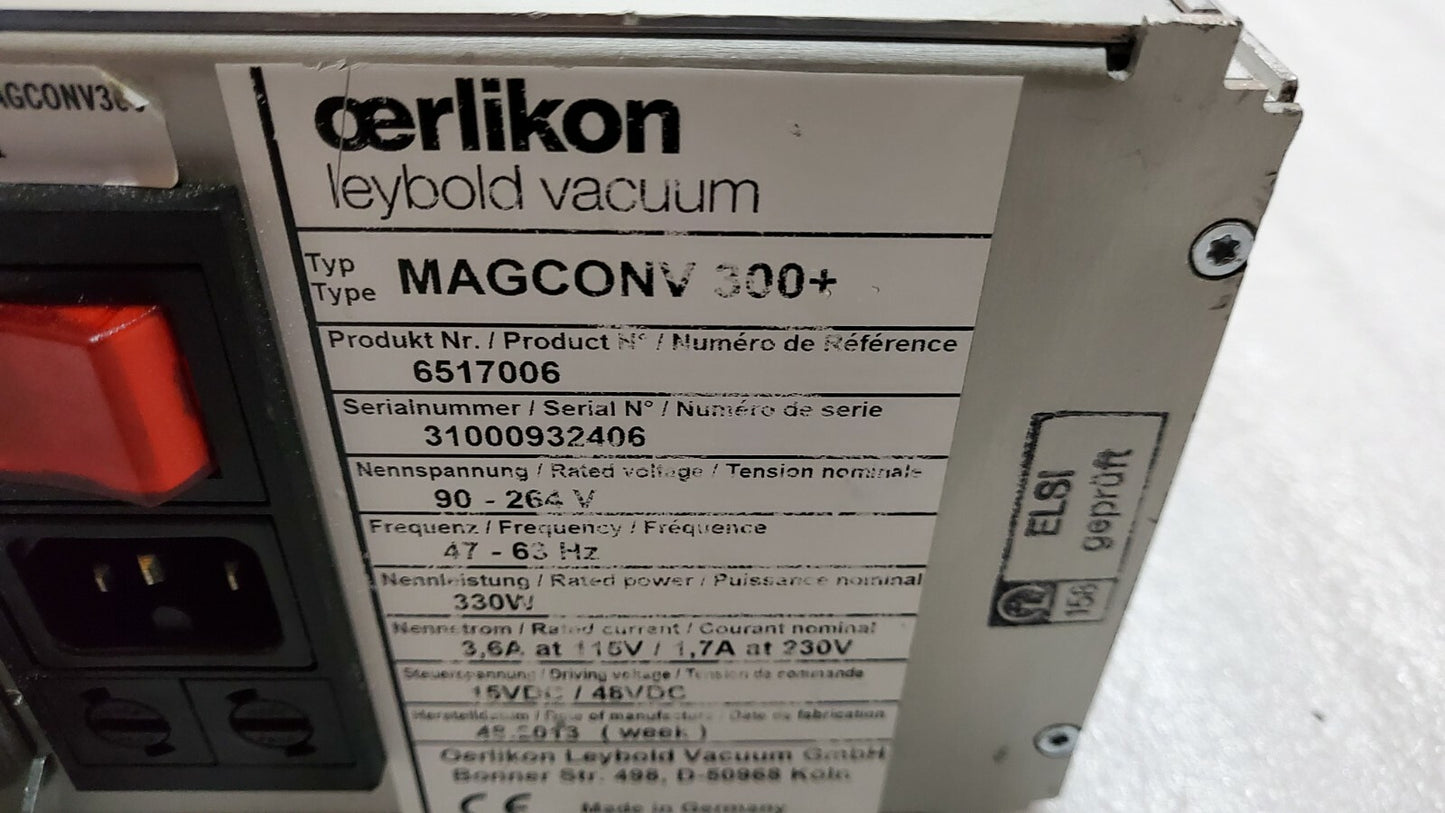 AGCONV300
œrlikon
leybold vacuum
Typ
Type MAGCONV 300+
Produkt Nr. / Product N° / Numéro de Référence
6517006
Serialnummer / Serial N° / Numéro de serie
31000932406
Nennspannung / Rated voltage / Tension nominale
90 - 264 V
Frequenz / Frequency / Fréquence
47 - 63 Hz
Nennleistung / Rated power / Puissance nominal
330W
Nennstrom / Rated current / Courant nominal
3,6A at 115V / 1,7A at 230V
Steuerspannung / Driving voltage / Tension de commande
15VDC / 48VDC
Herstelldatum / of manufacture / Date de fabrication
48.2013 ( week )
Oerlikon Leybold Vacuum GmbH
Bonner Str. 498, D-50968 Köln
CE Made in Germany
ELSI
geprüft
158